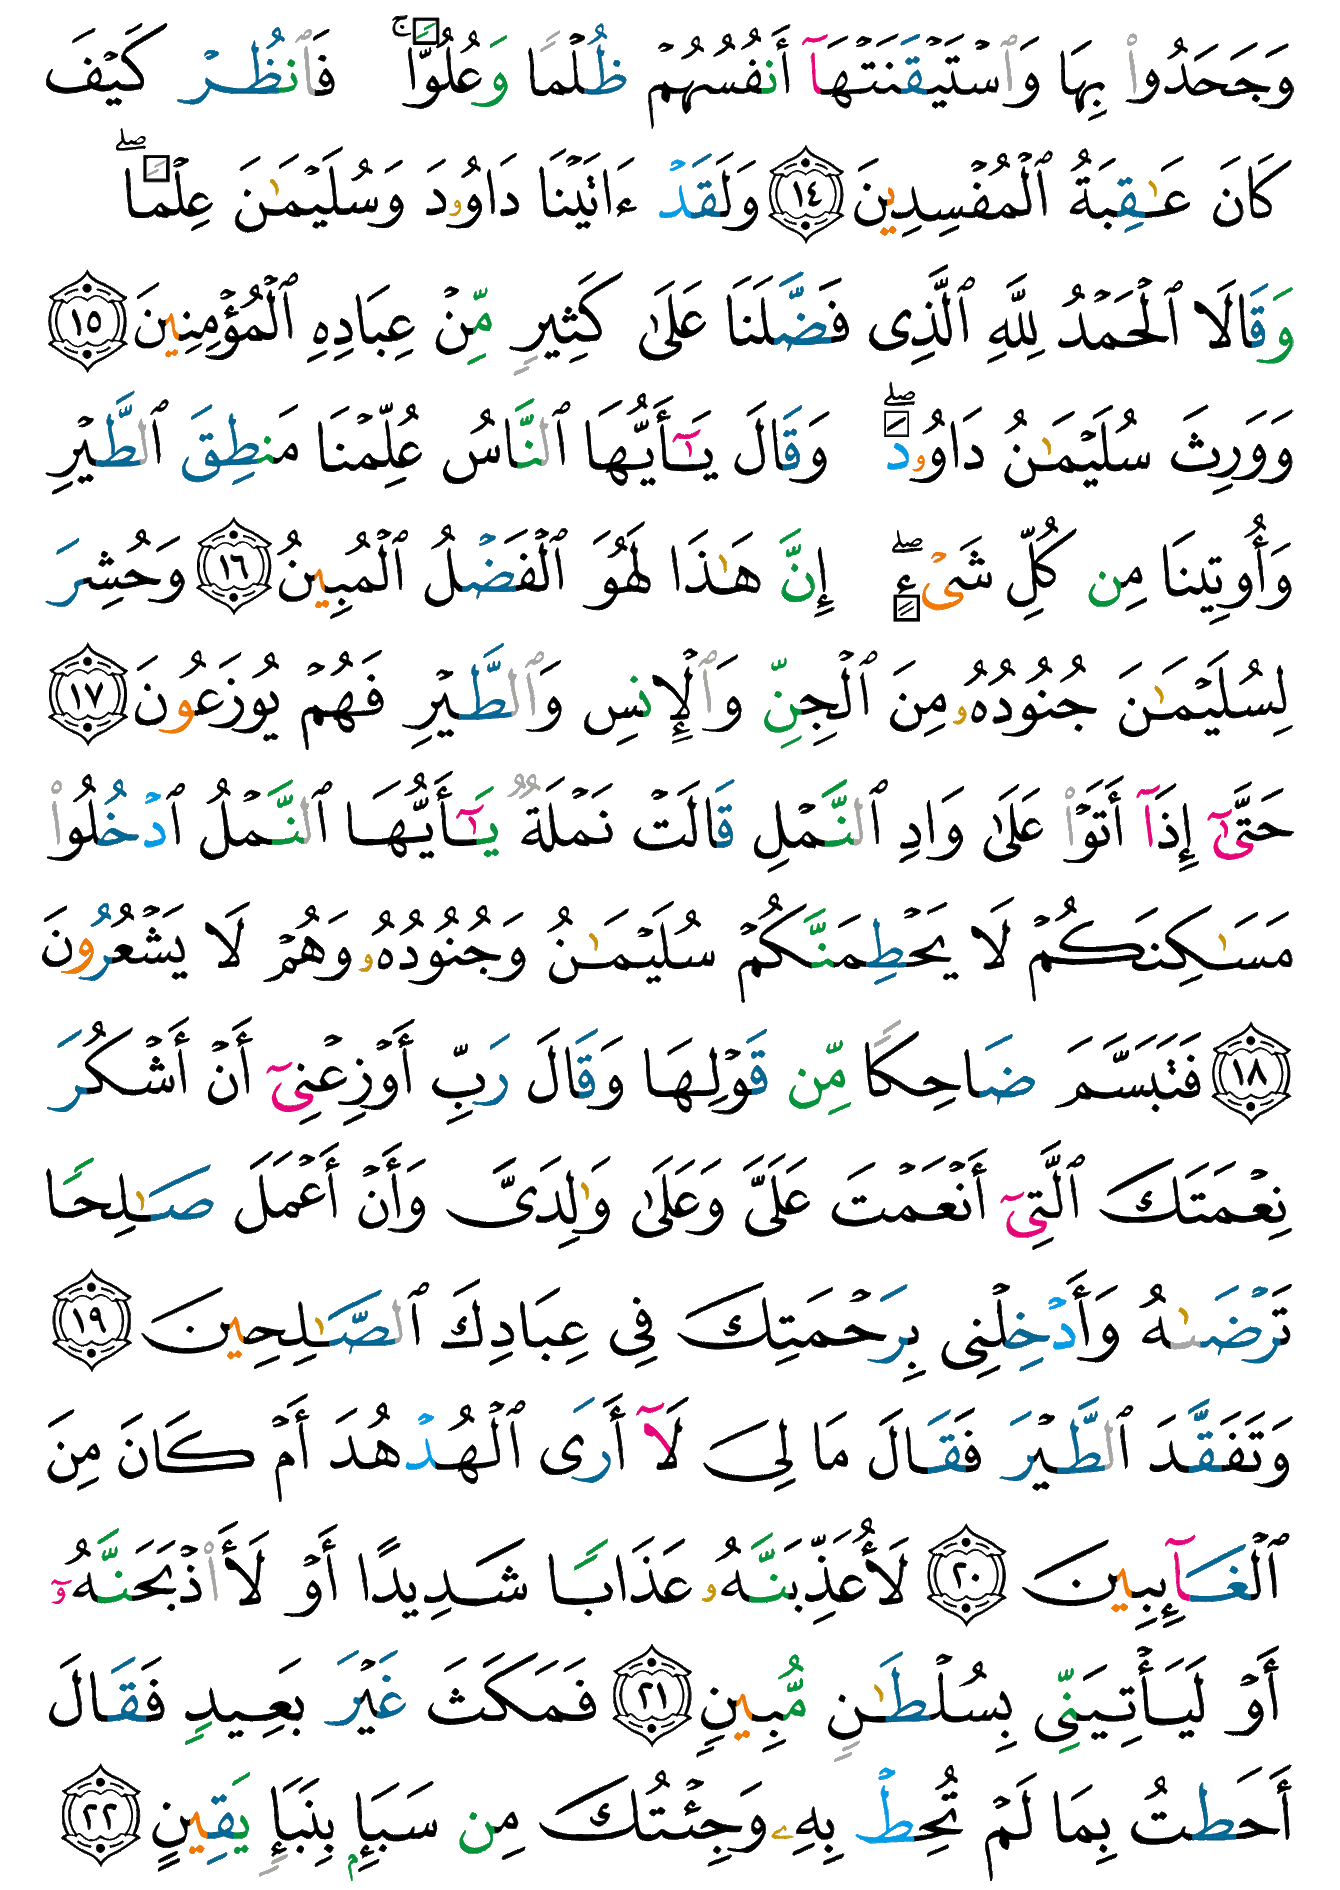 وَجَحَدُوا۟ بِهَا وَٱسْتَيْقَنَتْهَآ أَنفُسُهُمْ ظُلْمًا وَعُلُوًّا ۚ فَٱنظُرْ كَيْفَ
كَانَ عَـٰقِبَةُ ٱلْمُفْسِدِينَ ١٤ وَلَقَدْ ءَاتَيْنَا دَاوُۥدَ وَسُلَيْمَـٰنَ عِلْمًا ۖ
وَقَالَا ٱلْحَمْدُ لِلَّهِ ٱلَّذِى فَضَّلَنَا عَلَىٰ كَثِيرٍ مِّنْ عِبَادِهِ ٱلْمُؤْمِنِينَ ١٥
وَوَرِثَ سُلَيْمَـٰنُ دَاوُۥدَ ۖ وَقَالَ يَـٰٓأَيُّهَا ٱلنَّاسُ عُلِّمْنَا مَنطِقَ ٱلطَّيْرِ
وَأُوتِينَا مِن كُلِّ شَىْءٍ ۖ إِنَّ هَـٰذَا لَهُوَ ٱلْفَضْلُ ٱلْمُبِينُ ١٦ وَحُشِرَ
لِسُلَيْمَـٰنَ جُنُودُهُۥ مِنَ ٱلْجِنِّ وَٱلْإِنسِ وَٱلطَّيْرِ فَهُمْ يُوزَعُونَ ١٧
حَتَّىٰٓ إِذَآ أَتَوْا۟ عَلَىٰ وَادِ ٱلنَّمْلِ قَالَتْ نَمْلَةٌ يَـٰٓأَيُّهَا ٱلنَّمْلُ ٱدْخُلُوا۟
مَسَـٰكِنَكُمْ لَا يَحْطِمَنَّكُمْ سُلَيْمَـٰنُ وَجُنُودُهُۥ وَهُمْ لَا يَشْعُرُونَ
١٨ فَتَبَسَّمَ ضَاحِكًا مِّن قَوْلِهَا وَقَالَ رَبِّ أَوْزِعْنِىٓ أَنْ أَشْكُرَ
نِعْمَتَكَ ٱلَّتِىٓ أَنْعَمْتَ عَلَىَّ وَعَلَىٰ وَٰلِدَىَّ وَأَنْ أَعْمَلَ صَـٰلِحًا
تَرْضَىٰهُ وَأَدْخِلْنِى بِرَحْمَتِكَ فِى عِبَادِكَ ٱلصَّـٰلِحِينَ ١٩
وَتَفَقَّدَ ٱلطَّيْرَ فَقَالَ مَا لِىَ لَآ أَرَى ٱلْهُدْهُدَ أَمْ كَانَ مِنَ
ٱلْغَآئِبِينَ ٢٠ لَأُعَذِّبَنَّهُۥ عَذَابًا شَدِيدًا أَوْ لَأَا۟ذْبَحَنَّهُۥٓ
أَوْ لَيَأْتِيَنِّى بِسُلْطَـٰنٍ مُّبِينٍ ٢١ فَمَكَثَ غَيْرَ بَعِيدٍ فَقَالَ
أَحَطتُ بِمَا لَمْ تُحِطْ بِهِۦ وَجِئْتُكَ مِن سَبَإٍۭ بِنَبَإٍ يَقِينٍ ٢٢